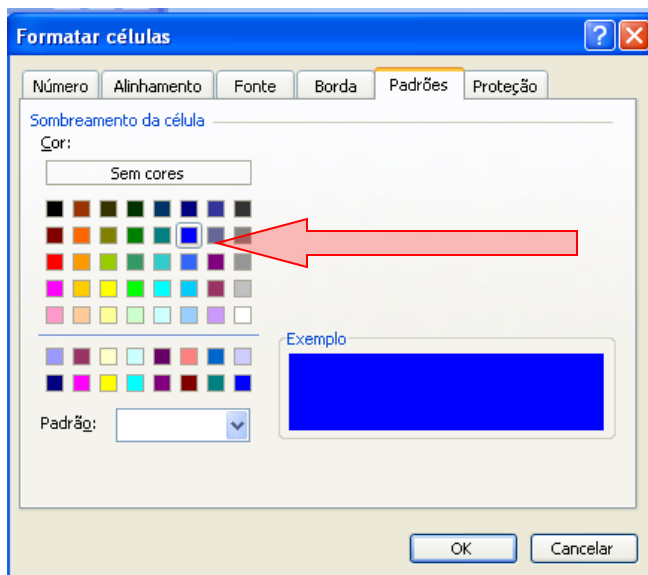 Formatar células
Número Alinhamento Fonte Borda Padrões Proteção
Sombreamento da célula
Cor:
Sem cores
Exemplo
Padrão:
OK Cancelar